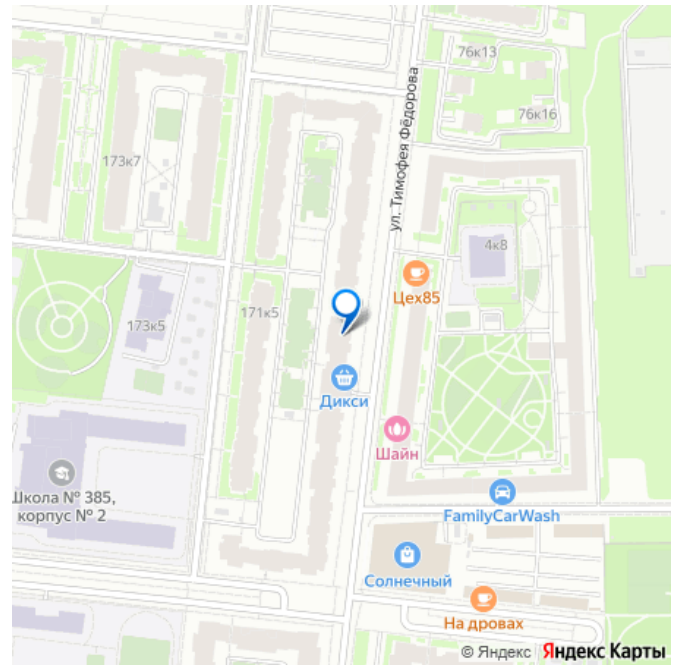 76к13
76к16
ул. Тимофея Фёдорова
173к7
4к8
Цех85
171к5
173к5
Дикси
Шайн
Школа № 385,
корпус № 2
FamilyCarWash
Солнечный
На дровах
© Яндекс Яндекс Карты